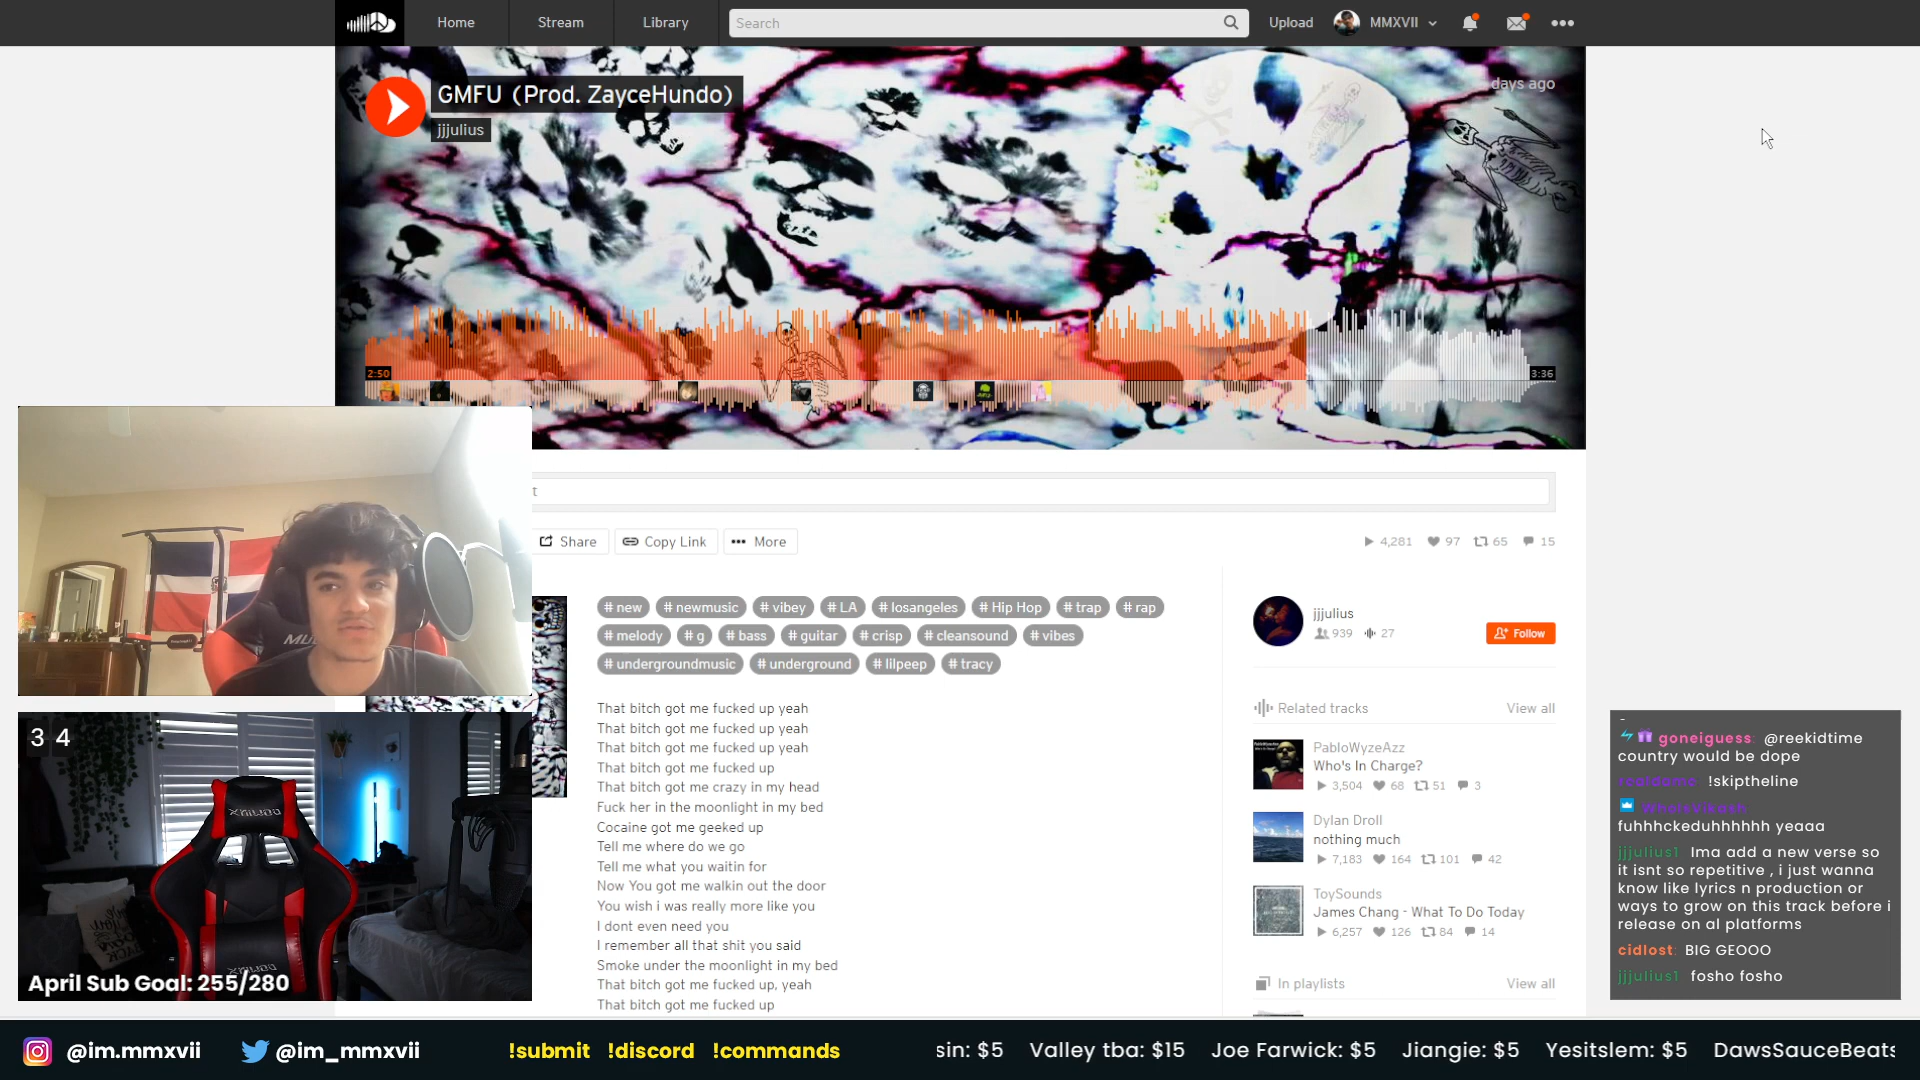 Home
Stream
Library
Search
Upload
MMXVII
GMFU (Prod. ZayceHundo)
jjjulius
days ago
2:50
3:36
t
Share
Copy Link
More
4,281
97
65
15
# new
# newmusic
# vibey
# LA
# losangeles
# Hip Hop
# trap
# rap
# melody
# g
# bass
# guitar
# crisp
# cleansound
# vibes
# undergroundmusic
# underground
# lilpeep
# tracy
That bitch got me fucked up yeah
That bitch got me fucked up yeah
That bitch got me fucked up yeah
That bitch got me fucked up
That bitch got me crazy in my head
Fuck her in the moonlight in my bed
Cocaine got me geeked up
Tell me where do we go
Tell me what you waitin for
Now You got me walkin out the door
You wish i was really more like you
I dont even need you
I remember all that shit you said
Smoke under the moonlight in my bed
That bitch got me fucked up, yeah
That bitch got me fucked up
jjjulius
939
27
Follow
Related tracks
View all
PabloWyzeAzz
Who's In Charge?
3,504
68
51
3
Dylan Droll
nothing much
7,183
164
101
42
ToySounds
James Chang - What To Do Today
6,257
126
84
14
In playlists
View all
3 4
April Sub Goal: 255/280
goneiguess: @reekidtime
country would be dope
realdame: !skiptheline
WhoIsVikash:
fuhhhckeduhhhhhh yeaaa
jjjulius1: Ima add a new verse so
it isnt so repetitive , i just wanna
know like lyrics n production or
ways to grow on this track before i
release on al platforms
cidlost: BIG GEOOO
jjjulius1: fosho fosho
@im.mmxvii
@im_mmxvii
!submit
!discord
!commands
sin: $5
Valley tba: $15
Joe Farwick: $5
Jiangie: $5
Yesitslem: $5
DawsSauceBeats